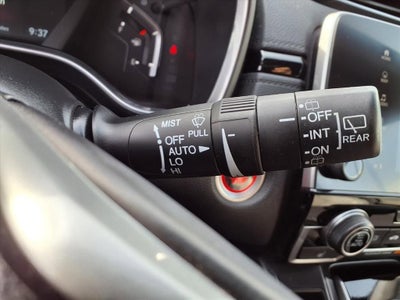 9:37
MIST
OFF PULL
AUTO
LO
HI
OFF
INT
ON
REAR